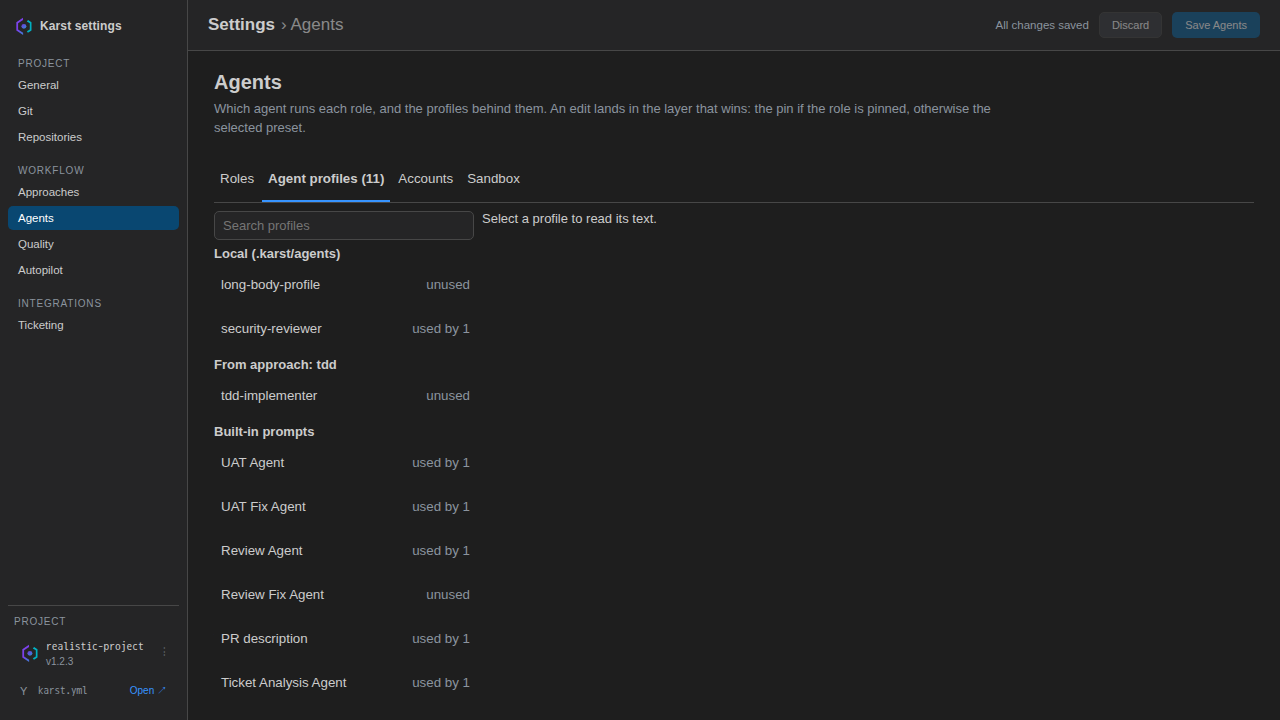 Karst settings
PROJECT
General
Git
Repositories
WORKFLOW
Approaches
Agents
Quality
Autopilot
INTEGRATIONS
Ticketing
PROJECT
realistic-project
v1.2.3
Y karst.yml Open ↗
Settings › Agents
All changes saved Discard Save Agents
Agents
Which agent runs each role, and the profiles behind them. An edit lands in the layer that wins: the pin if the role is pinned, otherwise the
selected preset.
Roles Agent profiles (11) Accounts Sandbox
Search profiles
Select a profile to read its text.
Local (.karst/agents)
long-body-profile unused
security-reviewer used by 1
From approach: tdd
tdd-implementer unused
Built-in prompts
UAT Agent used by 1
UAT Fix Agent used by 1
Review Agent used by 1
Review Fix Agent unused
PR description used by 1
Ticket Analysis Agent used by 1